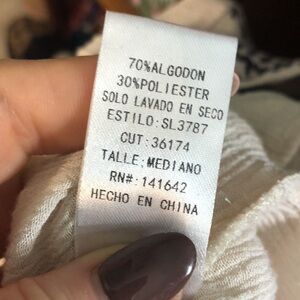 70%ALGODON
30%POLIESTER
SOLO LAVADO EN SECO
ESTILO:SL3787
CUT:36174
TALLE:MEDIANO
RN#:141642
HECHO EN CHINA